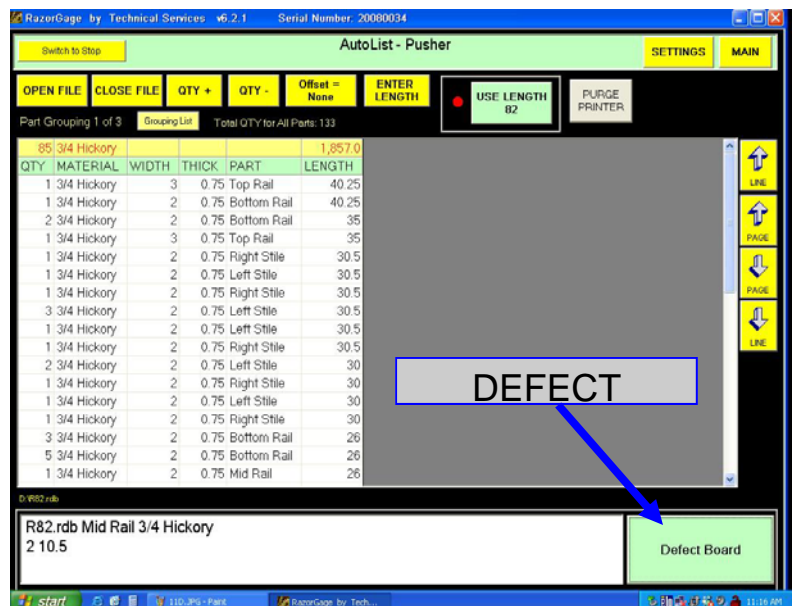 RazorGage by Technical Services v6.2.1 Serial Number: 20080034
Switch to Stop
AutoList - Pusher
SETTINGS
MAIN
OPEN FILE
CLOSE FILE
QTY +
QTY -
Offset =
None
ENTER
LENGTH
USE LENGTH
82
PURGE
PRINTER
Part Grouping 1 of 3
Grouping List
Total QTY for All Parts: 133
85 3/4 Hickory 1,857.0
QTY MATERIAL WIDTH THICK PART LENGTH
1 3/4 Hickory 3 0.75 Top Rail 40.25
1 3/4 Hickory 2 0.75 Bottom Rail 40.25
2 3/4 Hickory 2 0.75 Bottom Rail 35
1 3/4 Hickory 3 0.75 Top Rail 35
1 3/4 Hickory 2 0.75 Right Stile 30.5
1 3/4 Hickory 2 0.75 Left Stile 30.5
1 3/4 Hickory 2 0.75 Right Stile 30.5
3 3/4 Hickory 2 0.75 Left Stile 30.5
1 3/4 Hickory 2 0.75 Left Stile 30.5
1 3/4 Hickory 2 0.75 Right Stile 30.5
2 3/4 Hickory 2 0.75 Left Stile 30
1 3/4 Hickory 2 0.75 Right Stile 30
1 3/4 Hickory 2 0.75 Left Stile 30
1 3/4 Hickory 2 0.75 Right Stile 30
3 3/4 Hickory 2 0.75 Bottom Rail 26
5 3/4 Hickory 2 0.75 Bottom Rail 26
1 3/4 Hickory 2 0.75 Mid Rail 26
LINE
PAGE
PAGE
LINE
DEFECT
D:\R82.rdb
R82.rdb Mid Rail 3/4 Hickory
2 10.5
Defect Board
start
110.JPG - Paint
RazorGage by Tech...
11:16 AM